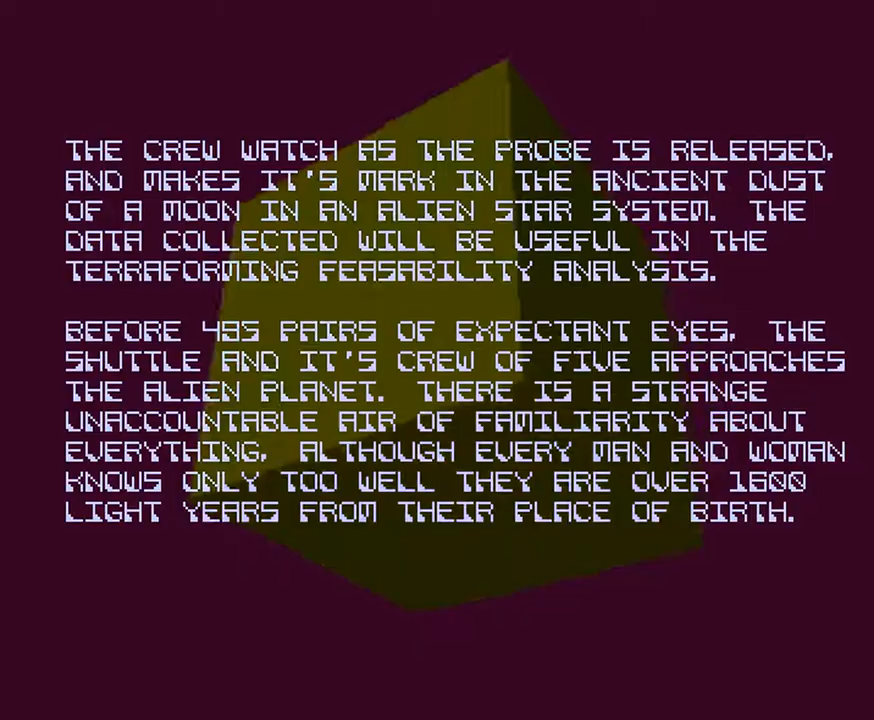 THE CREW WATCH AS THE PROBE IS RELEASED,
AND MAKES IT'S MARK IN THE ANCIENT DUST
OF A MOON IN AN ALIEN STAR SYSTEM.  THE
DATA COLLECTED WILL BE USEFUL IN THE
TERRAFORMING FEASABILITY ANALYSIS.
BEFORE 495 PAIRS OF EXPECTANT EYES,  THE
SHUTTLE AND IT'S CREW OF FIVE APPROACHES
THE ALIEN PLANET.  THERE IS A STRANGE
UNACCOUNTABLE AIR OF FAMILIARITY ABOUT
EVERYTHING,  ALTHOUGH EVERY MAN AND WOMAN
KNOWS ONLY TOO WELL THEY ARE OVER 1600
LIGHT YEARS FROM THEIR PLACE OF BIRTH.